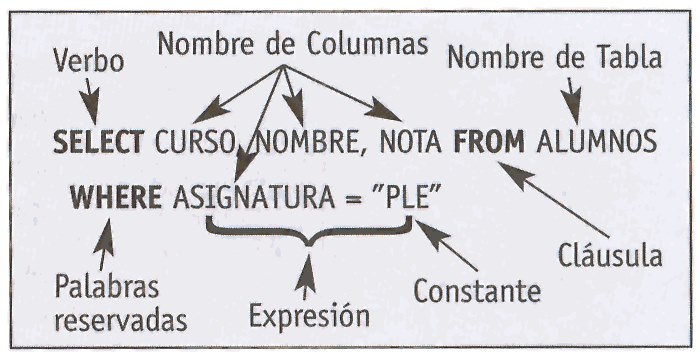 Nombre de Columnas
Verbo
Nombre de Tabla
SELECT CURSO, NOMBRE, NOTA FROM ALUMNOS
WHERE ASIGNATURA = "PLE"
Cláusula
Palabras
reservadas
Expresión
Constante